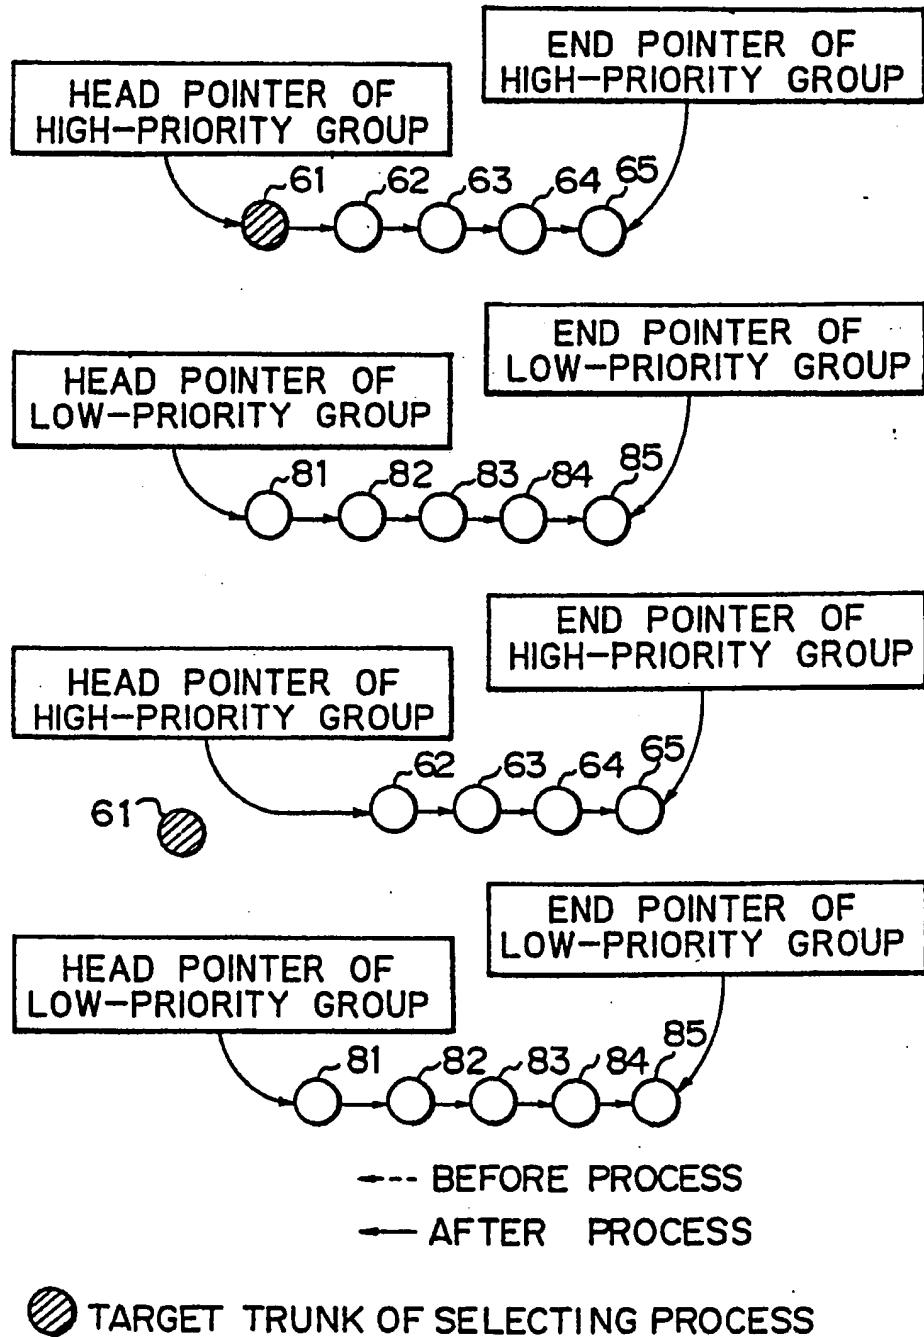 END POINTER OF
HIGH-PRIORITY GROUP
HEAD POINTER OF
HIGH-PRIORITY GROUP
61 62 63 64 65
END POINTER OF
LOW-PRIORITY GROUP
HEAD POINTER OF
LOW-PRIORITY GROUP
81 82 83 84 85
END POINTER OF
HIGH-PRIORITY GROUP
HEAD POINTER OF
HIGH-PRIORITY GROUP
62 63 64 65
61
END POINTER OF
LOW-PRIORITY GROUP
HEAD POINTER OF
LOW-PRIORITY GROUP
81 82 83 84 85
BEFORE PROCESS
AFTER PROCESS
TARGET TRUNK OF SELECTING PROCESS